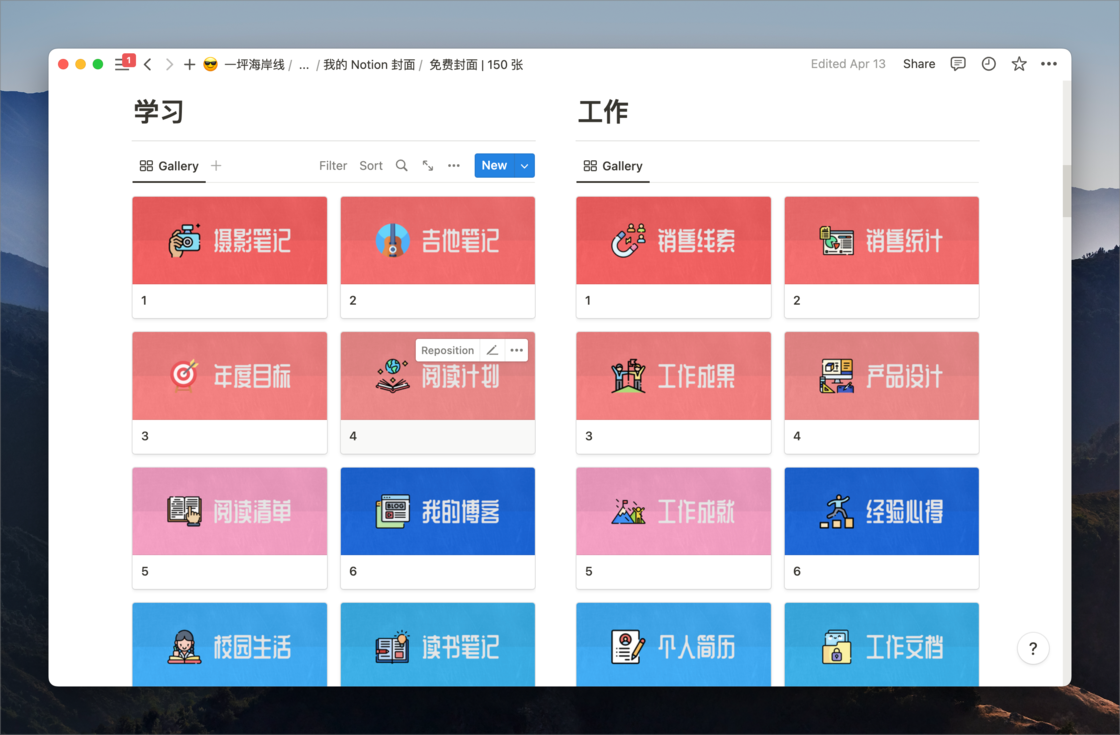 1
一坪海岸线 / ... / 我的 Notion 封面 / 免费封面 | 150 张
Edited Apr 13 Share
学习
Gallery Filter Sort New
摄影笔记
1
吉他笔记
2
年度目标
3
Reposition
阅读计划
4
阅读清单
5
我的博客
BLOG
6
校园生活
读书笔记
工作
Gallery
销售线索
1
销售统计
2
工作成果
3
产品设计
4
工作成就
5
经验心得
6
个人简历
工作文档
?